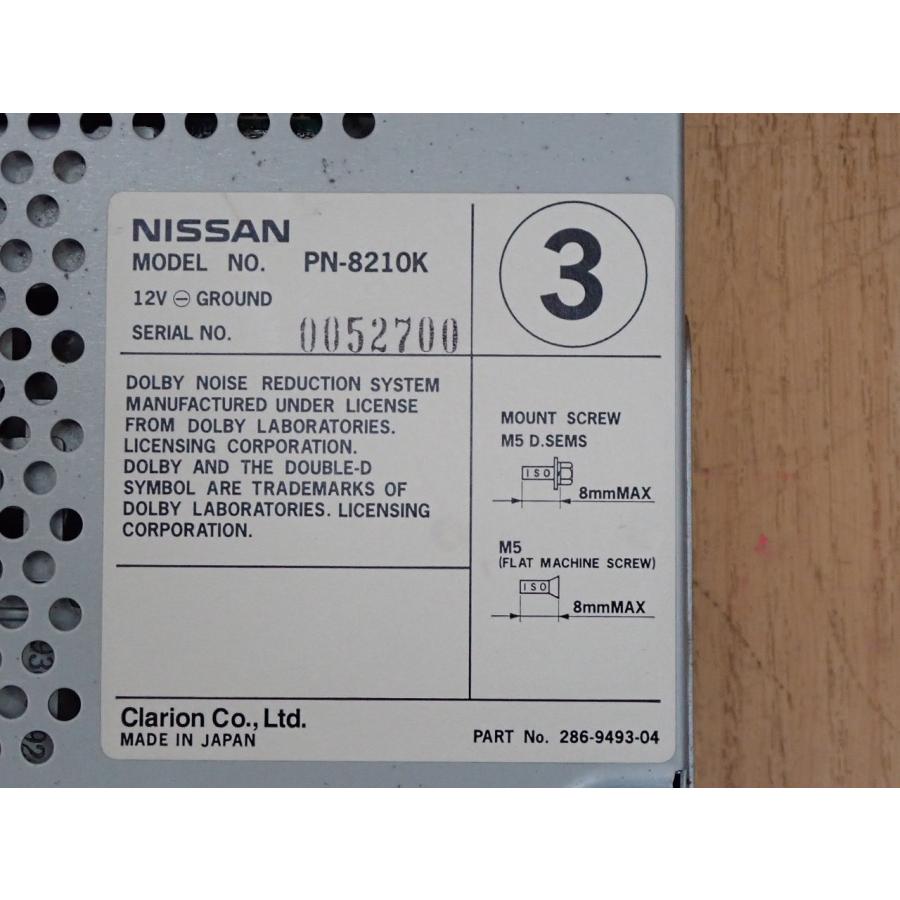 NISSAN
MODEL NO. PN-8210K
12V ⊖ GROUND
SERIAL NO. 0052700
3
DOLBY NOISE REDUCTION SYSTEM
MANUFACTURED UNDER LICENSE
FROM DOLBY LABORATORIES.
LICENSING CORPORATION.
DOLBY AND THE DOUBLE-D
SYMBOL ARE TRADEMARKS OF
DOLBY LABORATORIES. LICENSING
CORPORATION.
MOUNT SCREW
M5 D.SEMS
ISO
8mmMAX
M5
(FLAT MACHINE SCREW)
ISO
8mmMAX
Clarion Co., Ltd.
MADE IN JAPAN
PART No. 286-9493-04
93
92